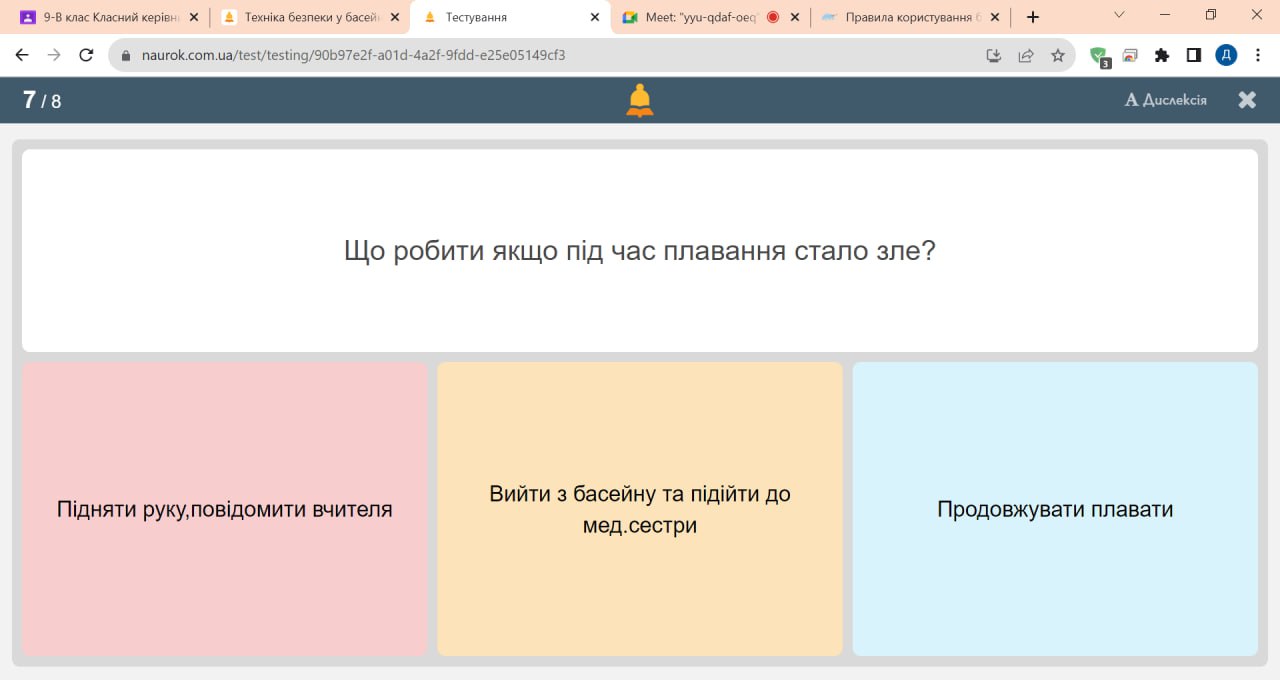 9-В клас Класний керівн
Техніка безпеки у басей
Тестування
Meet: "yyu-qdaf-oeq"
Правила користування б
naurok.com.ua/test/testing/90b97e2f-a01d-4a2f-9fdd-e25e05149cf3
3
Д
7 / 8
А Дислексія
Що робити якщо під час плавання стало зле?
Підняти руку,повідомити вчителя
Вийти з басейну та підійти до
мед.сестри
Продовжувати плавати